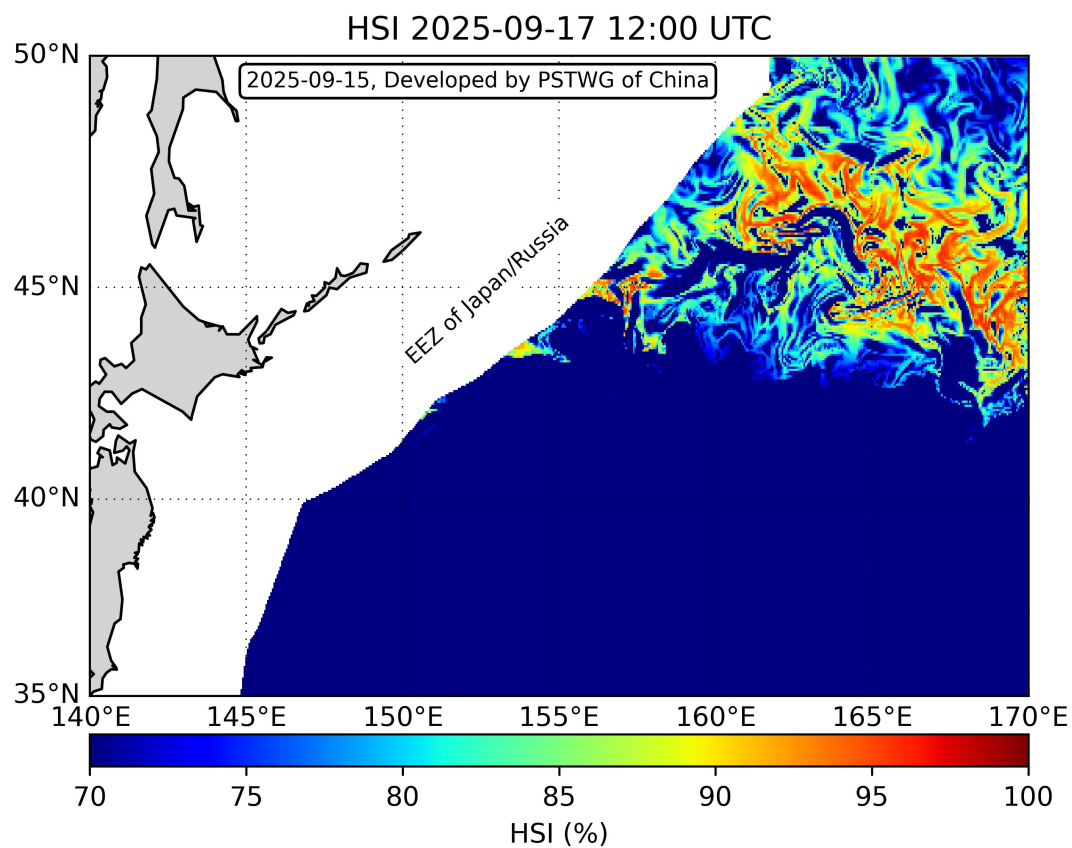 HSI 2025-09-17 12:00 UTC
50°N
2025-09-15, Developed by PSTWG of China
EEZ of Japan/Russia
45°N
40°N
35°N
140°E 145°E 150°E 155°E 160°E 165°E 170°E
70 75 80 85 90 95 100
HSI (%)